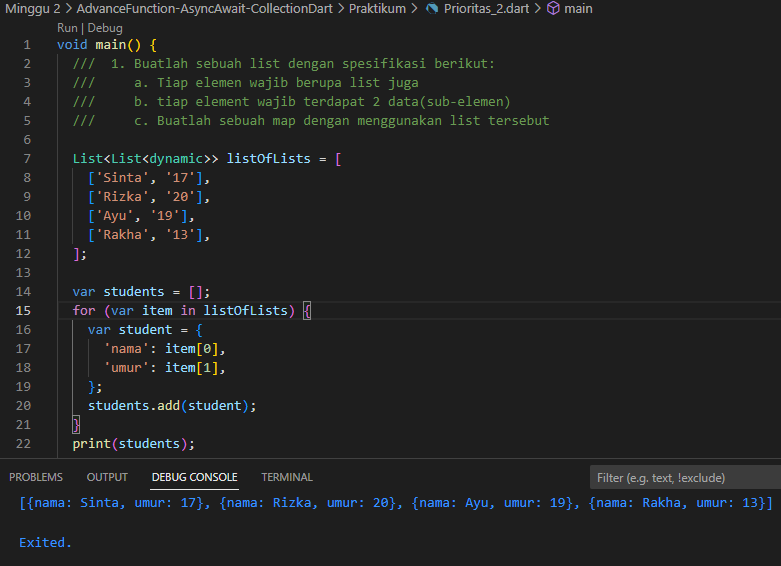 Minggu 2 > AdvanceFunction-AsyncAwait-CollectionDart > Praktikum > Prioritas_2.dart > main
Run | Debug
1 void main() {
2 /// 1. Buatlah sebuah list dengan spesifikasi berikut:
3 /// a. Tiap elemen wajib berupa list juga
4 /// b. tiap element wajib terdapat 2 data(sub-elemen)
5 /// c. Buatlah sebuah map dengan menggunakan list tersebut
6
7 List<List<dynamic>> listOfLists = [
8 ['Sinta', '17'],
9 ['Rizka', '20'],
10 ['Ayu', '19'],
11 ['Rakha', '13'],
12 ];
13
14 var students = [];
15 for (var item in listOfLists) {
16 var student = {
17 'nama': item[0],
18 'umur': item[1],
19 };
20 students.add(student);
21 }
22 print(students);
PROBLEMS OUTPUT DEBUG CONSOLE TERMINAL Filter (e.g. text, !exclude)
[{nama: Sinta, umur: 17}, {nama: Rizka, umur: 20}, {nama: Ayu, umur: 19}, {nama: Rakha, umur: 13}]
Exited.